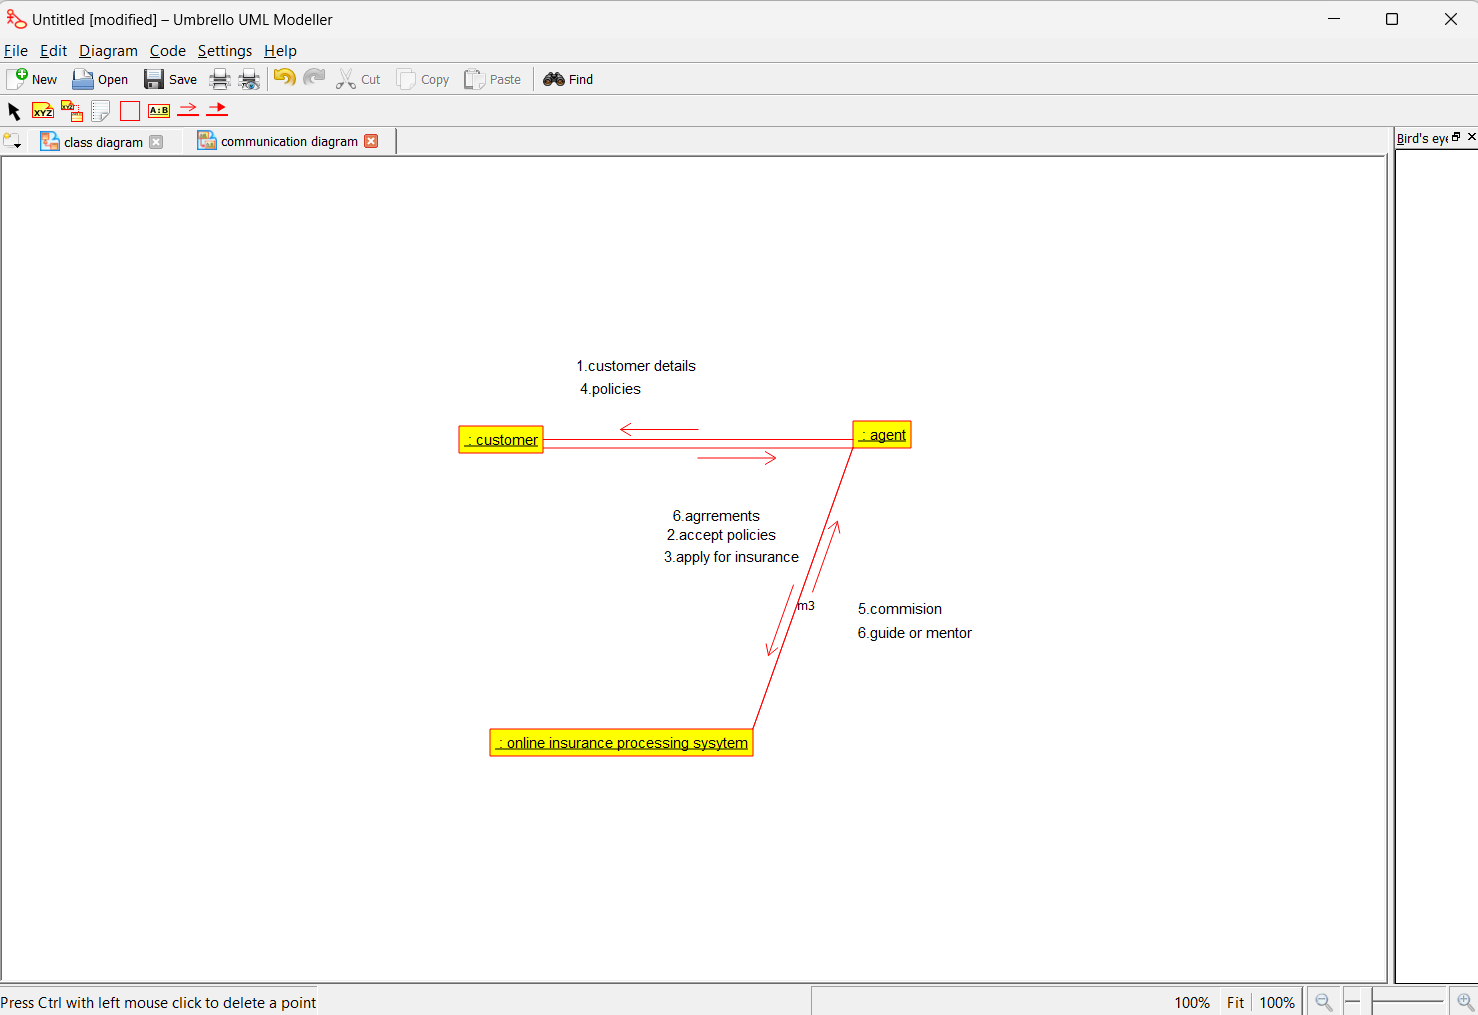 Untitled [modified] – Umbrello UML Modeller
File Edit Diagram Code Settings Help
New Open Save Cut Copy Paste Find
XYZ XYZ A:B
class diagram communication diagram
Bird's eye
1.customer details
4.policies
: customer
: agent
6.agrrements
2.accept policies
3.apply for insurance
m3
5.commision
6.guide or mentor
: online insurance processing sysytem
Press Ctrl with left mouse click to delete a point
100% Fit 100%